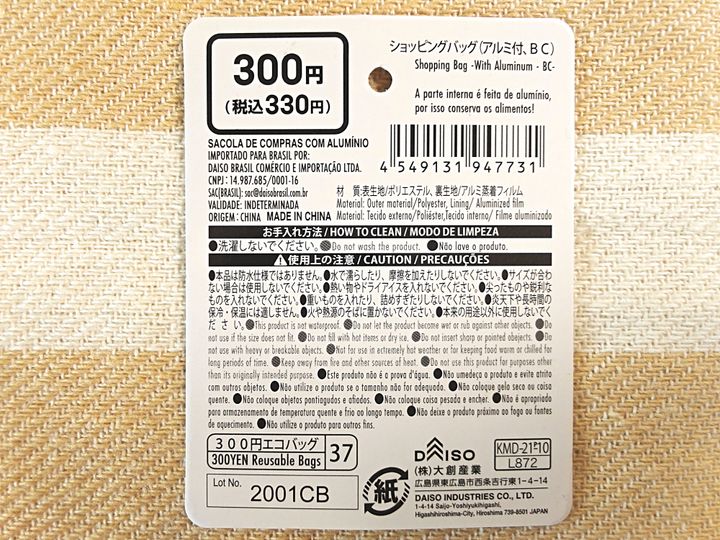 300円
(税込330円)
ショッピングバッグ(アルミ付、BC)
Shopping Bag -With Aluminum - BC-
A parte interna é feita de alumínio,
por isso conserva os alimentos!
4 549131 947731
SACOLA DE COMPRAS COM ALUMÍNIO
IMPORTADO PARA BRASIL POR:
DAISO BRASIL COMÉRCIO E IMPORTAÇÃO LTDA.
CNPJ : 14.987.685/0001-16
SAC(BRASIL) : sac@daisobrasil.com.br
VALIDADE: INDETERMINADA
ORIGEM : CHINA MADE IN CHINA
材 質:表生地/ポリエステル、裏生地/アルミ蒸着フィルム
Material: Outer material/Polyester, Lining/ Aluminized film
Material: Tecido externo/Poliéster,Tecido interno/ Filme aluminizado
お手入れ方法 / HOW TO CLEAN / MODO DE LIMPEZA
●洗濯しないでください。●Do not wash the product. ●Não lave o produto.
使用上の注意 / CAUTION / PRECAUÇÕES
●本品は防水仕様ではありません。●水で濡らしたり、摩擦を加えたりしないでください。●サイズが合わ
ない場合は使用しないでください。●熱い物やドライアイスを入れないでください。●尖ったものや鋭利な
ものを入れないでください。●重いものを入れたり、詰めすぎたりしないでください。●炎天下や長時間の
保冷・保温には適しません。●火や熱源のそばに置かないでください。●本来の用途以外に使用しないでく
ださい。●This product is not waterproof. ●Do not let the product become wet or rub against other objects. ●Do
not use if the size does not fit. ●Do not fill with hot items or dry ice. ●Do not insert sharp or pointed abjects. ●Do
not use with heavy or breakable objects. ●Not for use in extremely hot weather or for keeping food warm or chilled for
long periods of time. ●Keep away from fire and other sources of heat. ●Do not use this product for purposes other
than its originally intended purpose. ●Este produto não é a prova d'água. ●Não umedeça o produto e evite atrito
com outros objetos. ●Não utilize o produto se o tamanho não for adequado. ●Não coloque gelo seco ou coisa
quente. ●Não coloque objetos pontiagudos e afiados. ●Não coloque coisa pesada e encher. ●Não é apropriado
para armazenamento de temperatura quente e frio ao longo tempo. ●Não deixe o produto próximo ao fogo ou fontes
de aquecimento. ●Não utilize o produto para outros fins.
300円エコバッグ
300YEN Reusable Bags
37
Lot No.
2001CB
紙
DAISO
(株)大創産業
KMD-21P10
L872
広島県東広島市西条吉行東1-4-14
DAISO INDUSTRIES CO., LTD.
1-4-14 Saijo-Yoshiyukihigashi,
Higashihiroshima-City, Hiroshima 739-8501 JAPAN